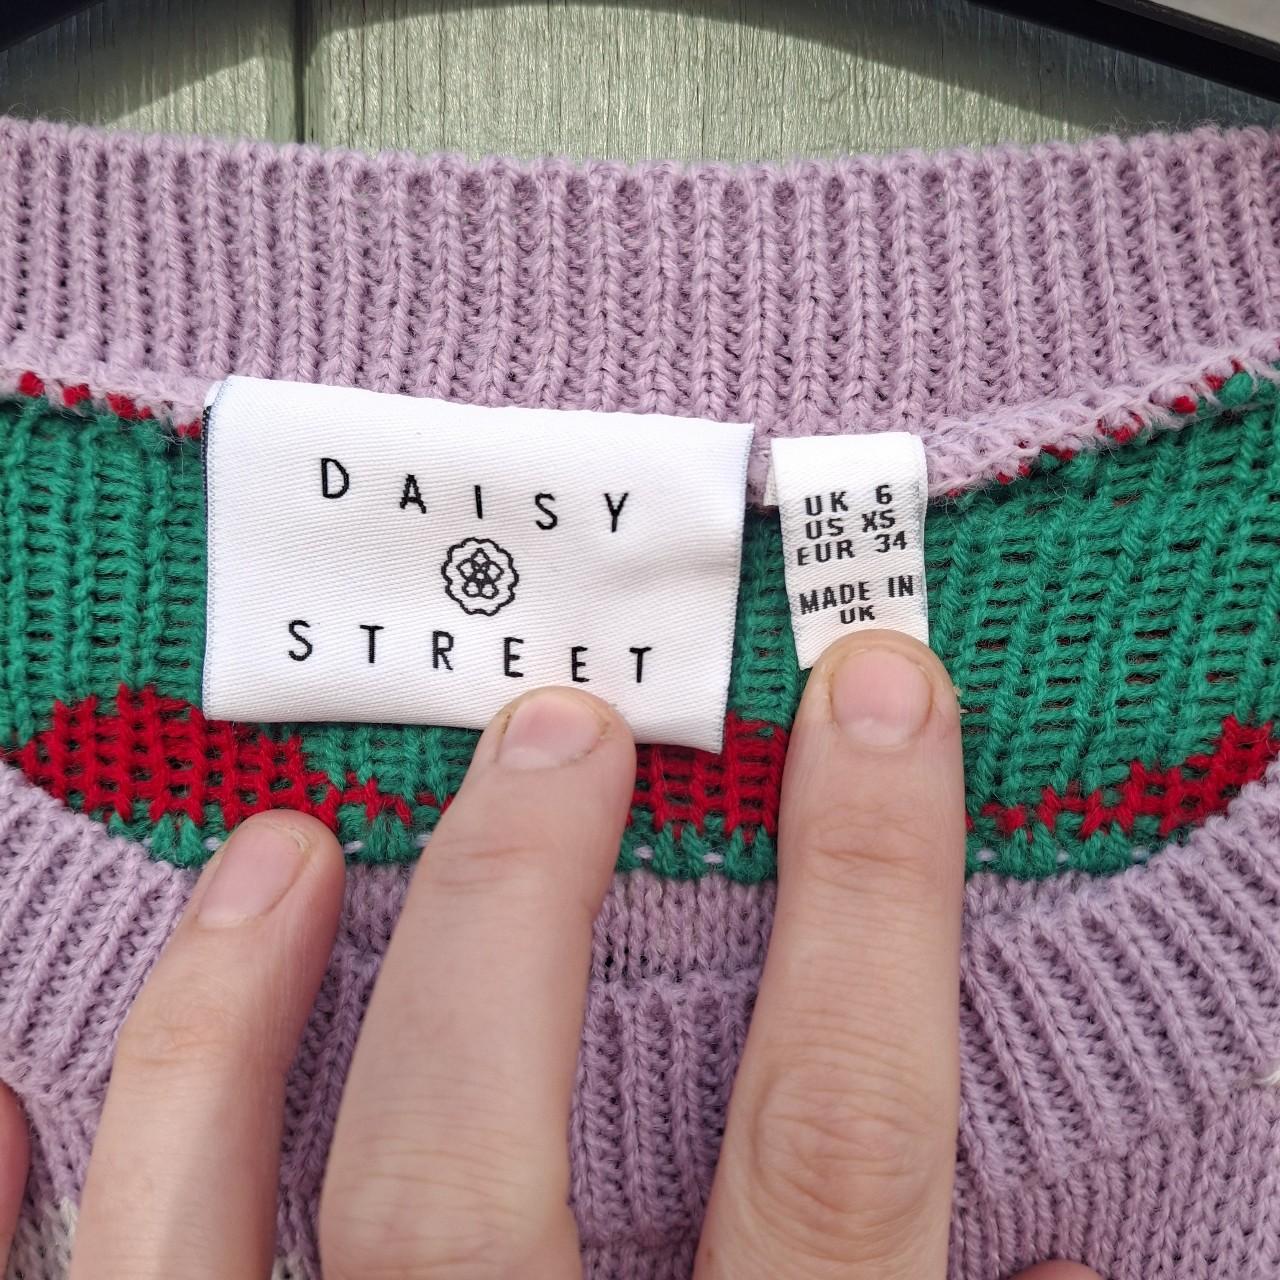 DAISY
STREET
UK 6
US XS
EUR 34
MADE IN
UK